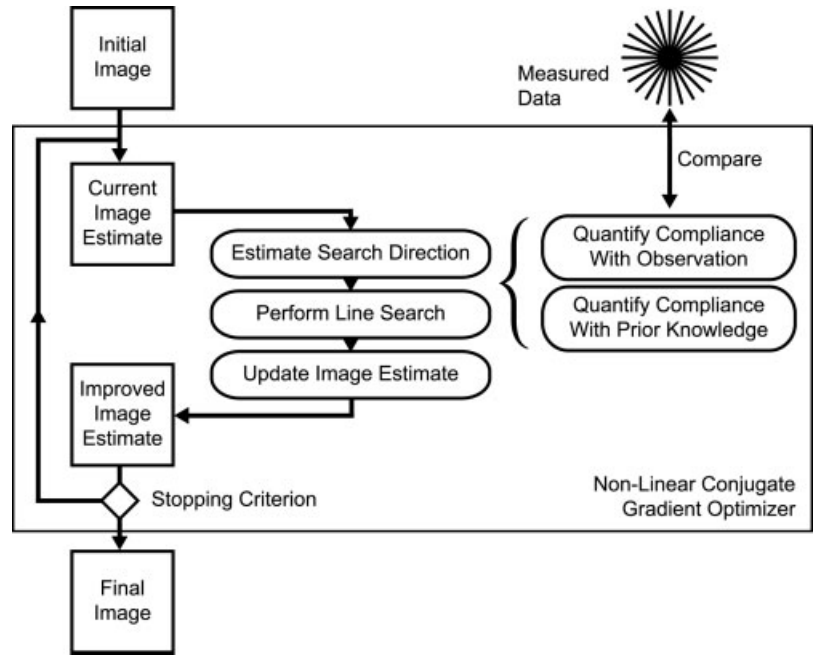 Initial
Image
Measured
Data
Compare
Current
Image
Estimate
Estimate Search Direction
Perform Line Search
Update Image Estimate
Quantify Compliance
With Observation
Quantify Compliance
With Prior Knowledge
Improved
Image
Estimate
Stopping Criterion
Non-Linear Conjugate
Gradient Optimizer
Final
Image